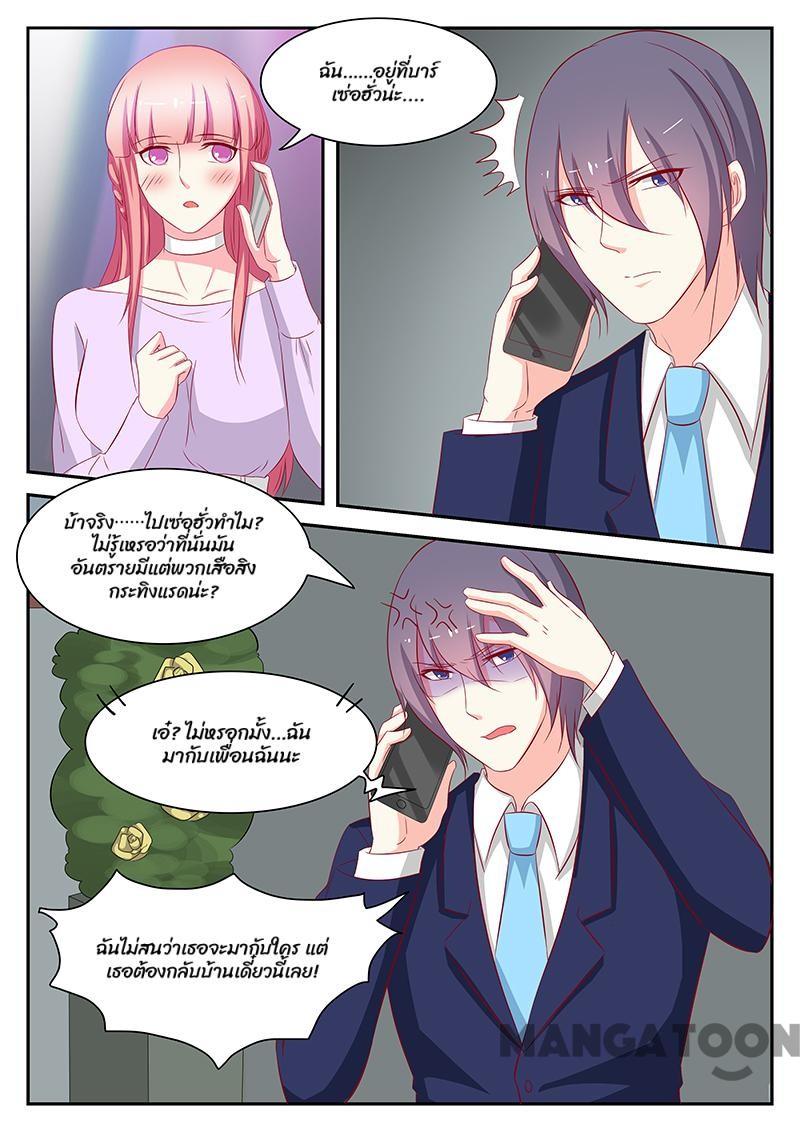 ฉัน......อยู่ที่บาร์
เซ่อฮั่วน่ะ....
บ้าจริง......ไปเซ่อฮั่วทำไม?
ไม่รู้เหรอว่าที่นั่นมัน
อันตรายมีแต่พวกเสือสิง
กระทิงแรดน่ะ?
เอ๋? ไม่หรอกมั้ง...ฉัน
มากับเพื่อนฉันนะ
ฉันไม่สนว่าเธอจะมากับใคร แต่
เธอต้องกลับบ้านเดี๋ยวนี้เลย!
MANGATOON